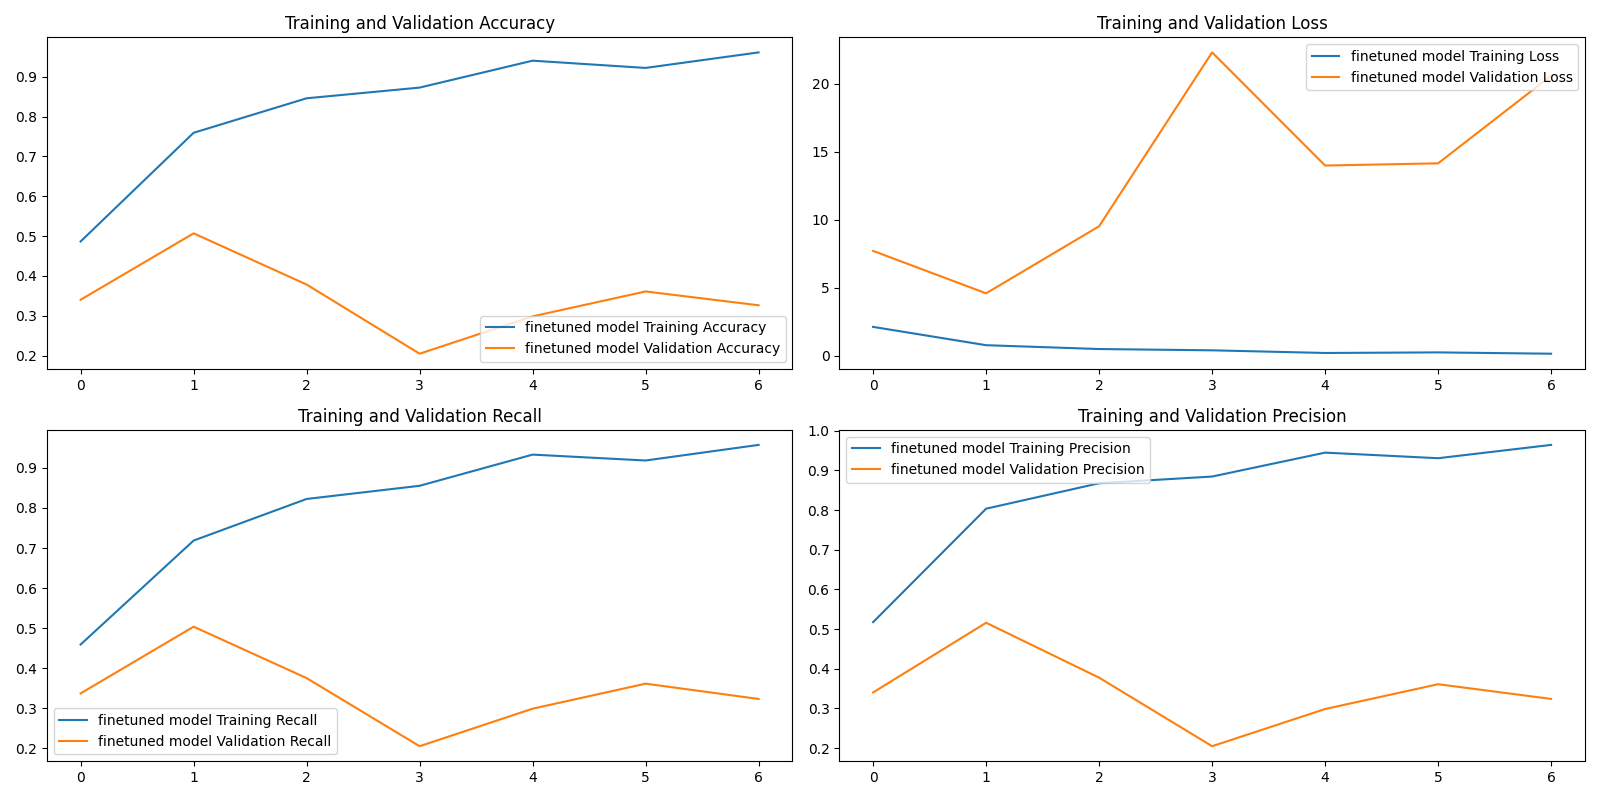 Training and Validation Accuracy
0.9
0.8
0.7
0.6
0.5
0.4
0.3
0.2
finetuned model Training Accuracy
finetuned model Validation Accuracy
0 1 2 3 4 5 6
Training and Validation Loss
finetuned model Training Loss
finetuned model Validation Loss
20
15
10
5
0
0 1 2 3 4 5 6
Training and Validation Recall
0.9
0.8
0.7
0.6
0.5
0.4
0.3
0.2
finetuned model Training Recall
finetuned model Validation Recall
0 1 2 3 4 5 6
Training and Validation Precision
finetuned model Training Precision
finetuned model Validation Precision
1.0
0.9
0.8
0.7
0.6
0.5
0.4
0.3
0.2
0 1 2 3 4 5 6